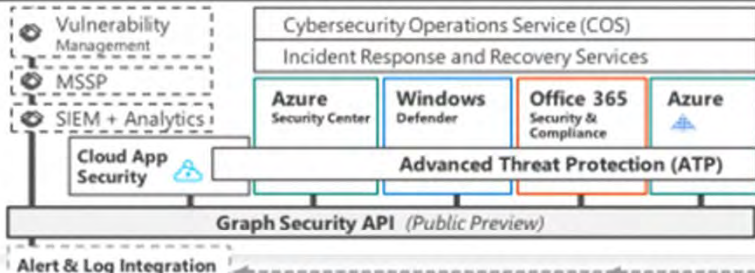 Vulnerability
Management
MSSP
SIEM + Analytics
Cybersecurity Operations Service (COS)
Incident Response and Recovery Services
Azure
Security Center
Windows
Defender
Office 365
Security &
Compliance
Azure
Cloud App
Security
Advanced Threat Protection (ATP)
Graph Security API (Public Preview)
Alert & Log Integration